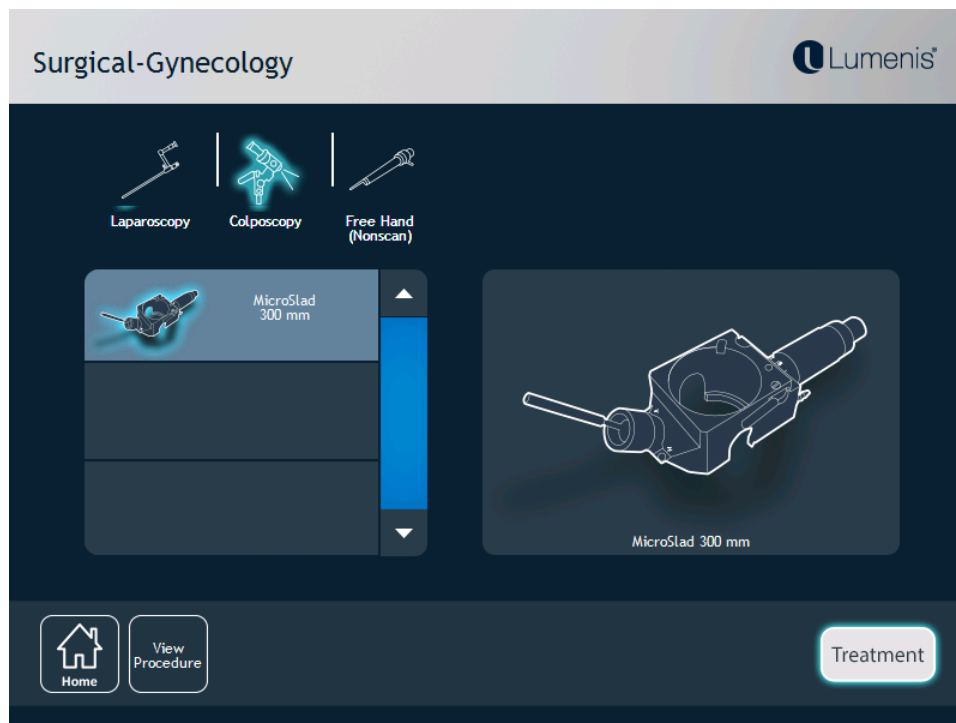 Surgical-Gynecology
Lumenis
Laparoscopy
Colposcopy
Free Hand
(Nonscan)
MicroSlad
300 mm
MicroSlad 300 mm
Home
View
Procedure
Treatment